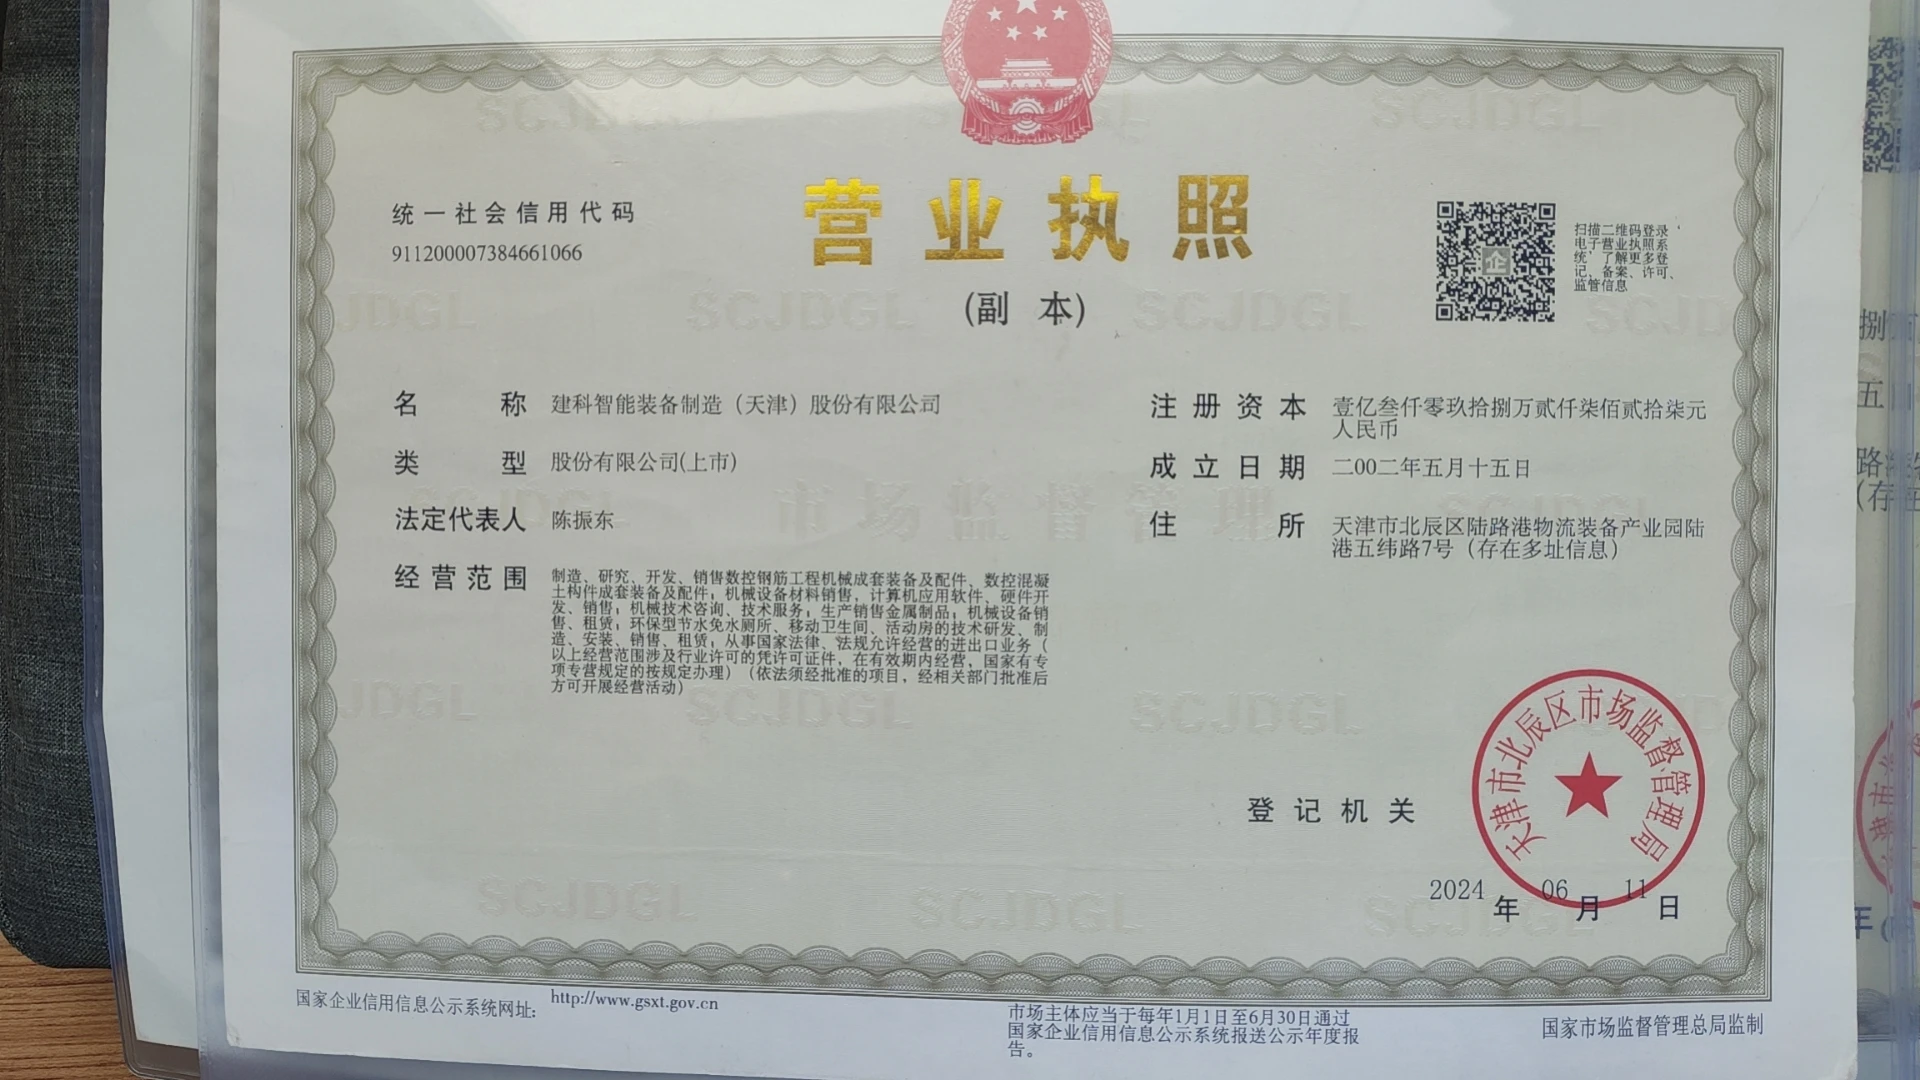 营业执照
(副 本)
统一社会信用代码
911200007384661066
扫描二维码登录'
电子营业执照系
统'了解更多登
记、备案、许可、
监管信息
名 称 建科智能装备制造（天津）股份有限公司
类 型 股份有限公司(上市)
法定代表人 陈振东
经营范围 制造、研究、开发、销售数控钢筋工程机械成套装备及配件、数控混凝
土构件成套装备及配件；机械设备材料销售，计算机应用软件、硬件开
发、销售；机械技术咨询、技术服务；生产销售金属制品；机械设备销
售、租赁；环保型节水免水厕所、移动卫生间、活动房的技术研发、制
造、安装、销售、租赁；从事国家法律、法规允许经营的进出口业务（
以上经营范围涉及行业许可的凭许可证件，在有效期内经营，国家有专
项专营规定的按规定办理）（依法须经批准的项目，经相关部门批准后
方可开展经营活动）
注册资本 壹亿叁仟零玖拾捌万贰仟柒佰贰拾柒元
人民币
成立日期 二00二年五月十五日
住 所 天津市北辰区陆路港物流装备产业园陆
港五纬路7号（存在多址信息）
市场监督管理
SCJDGL
登记机关
天津市北辰区市场监督管理局
2024 年 06 月 11 日
国家企业信用信息公示系统网址: http://www.gsxt.gov.cn
市场主体应当于每年1月1日至6月30日通过
国家企业信用信息公示系统报送公示年度报
告。
国家市场监督管理总局监制